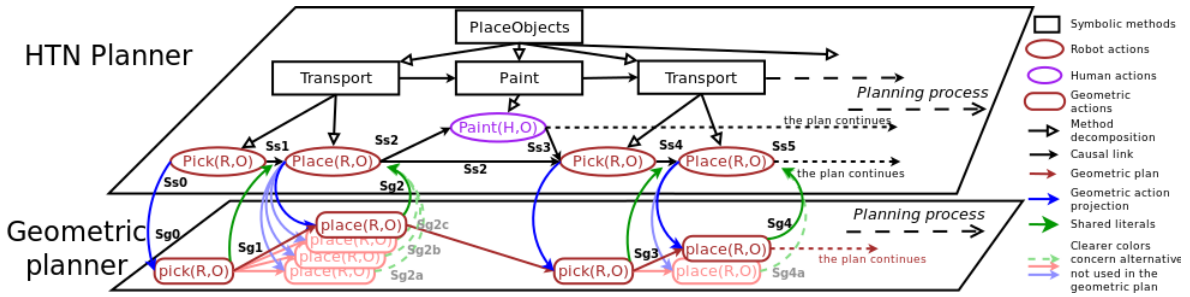 HTN Planner
PlaceObjects
Transport
Paint
Transport
Planning process
Paint(H,O)
the plan continues
Pick(R,O)
Ss1
Place(R,O)
Ss2
Ss2
Ss3
Pick(R,O)
Ss4
Place(R,O)
Ss5
the plan continues
Ss0
Geometric
planner
Sg0
pick(R,O)
Sg1
place(R,O)
place(R,O)
place(R,O)
place(R,O)
Sg2
Sg2c
Sg2b
Sg2a
pick(R,O)
Sg3
place(R,O)
place(R,O)
Sg4
Sg4a
the plan continues
Planning process
Symbolic methods
Robot actions
Human actions
Geometric
actions
Method
decomposition
Causal link
Geometric plan
Geometric action
projection
Shared literals
Clearer colors
concern alternative
not used in the
geometric plan